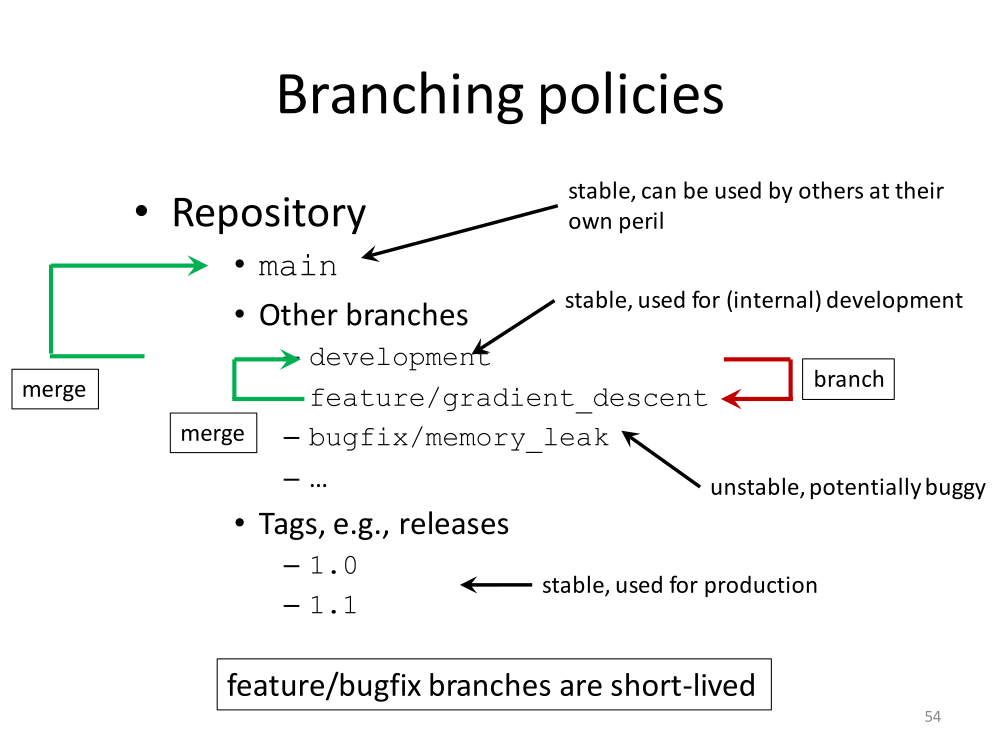 Branching policies
• Repository
stable, can be used by others at their
own peril
• main
• Other branches
stable, used for (internal) development
– development
branch
merge
feature/gradient_descent
merge
– bugfix/memory_leak
– …
unstable, potentially buggy
• Tags, e.g., releases
– 1.0
stable, used for production
– 1.1
feature/bugfix branches are short-lived
54